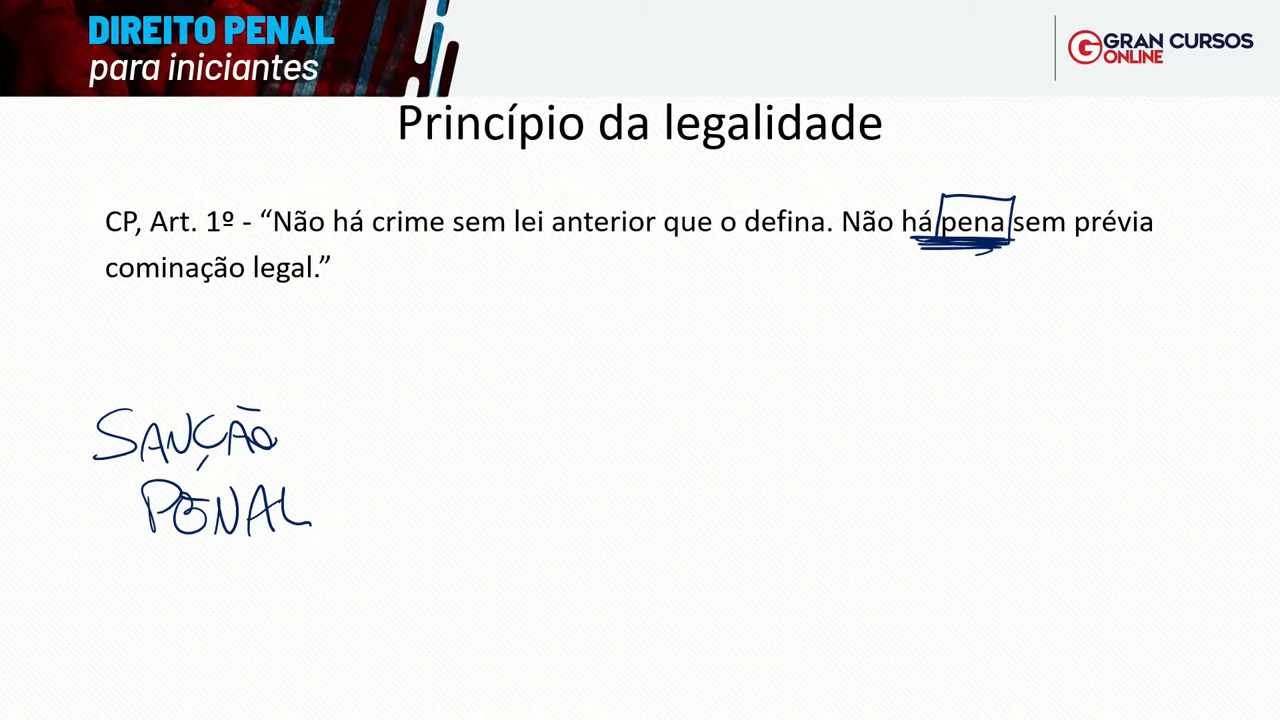 DIREITO PENAL
para iniciantes
GRAN CURSOS
ONLINE
Princípio da legalidade
CP, Art. 1º - “Não há crime sem lei anterior que o defina. Não há pena sem prévia
cominação legal.”
SANÇÃO
PENAL